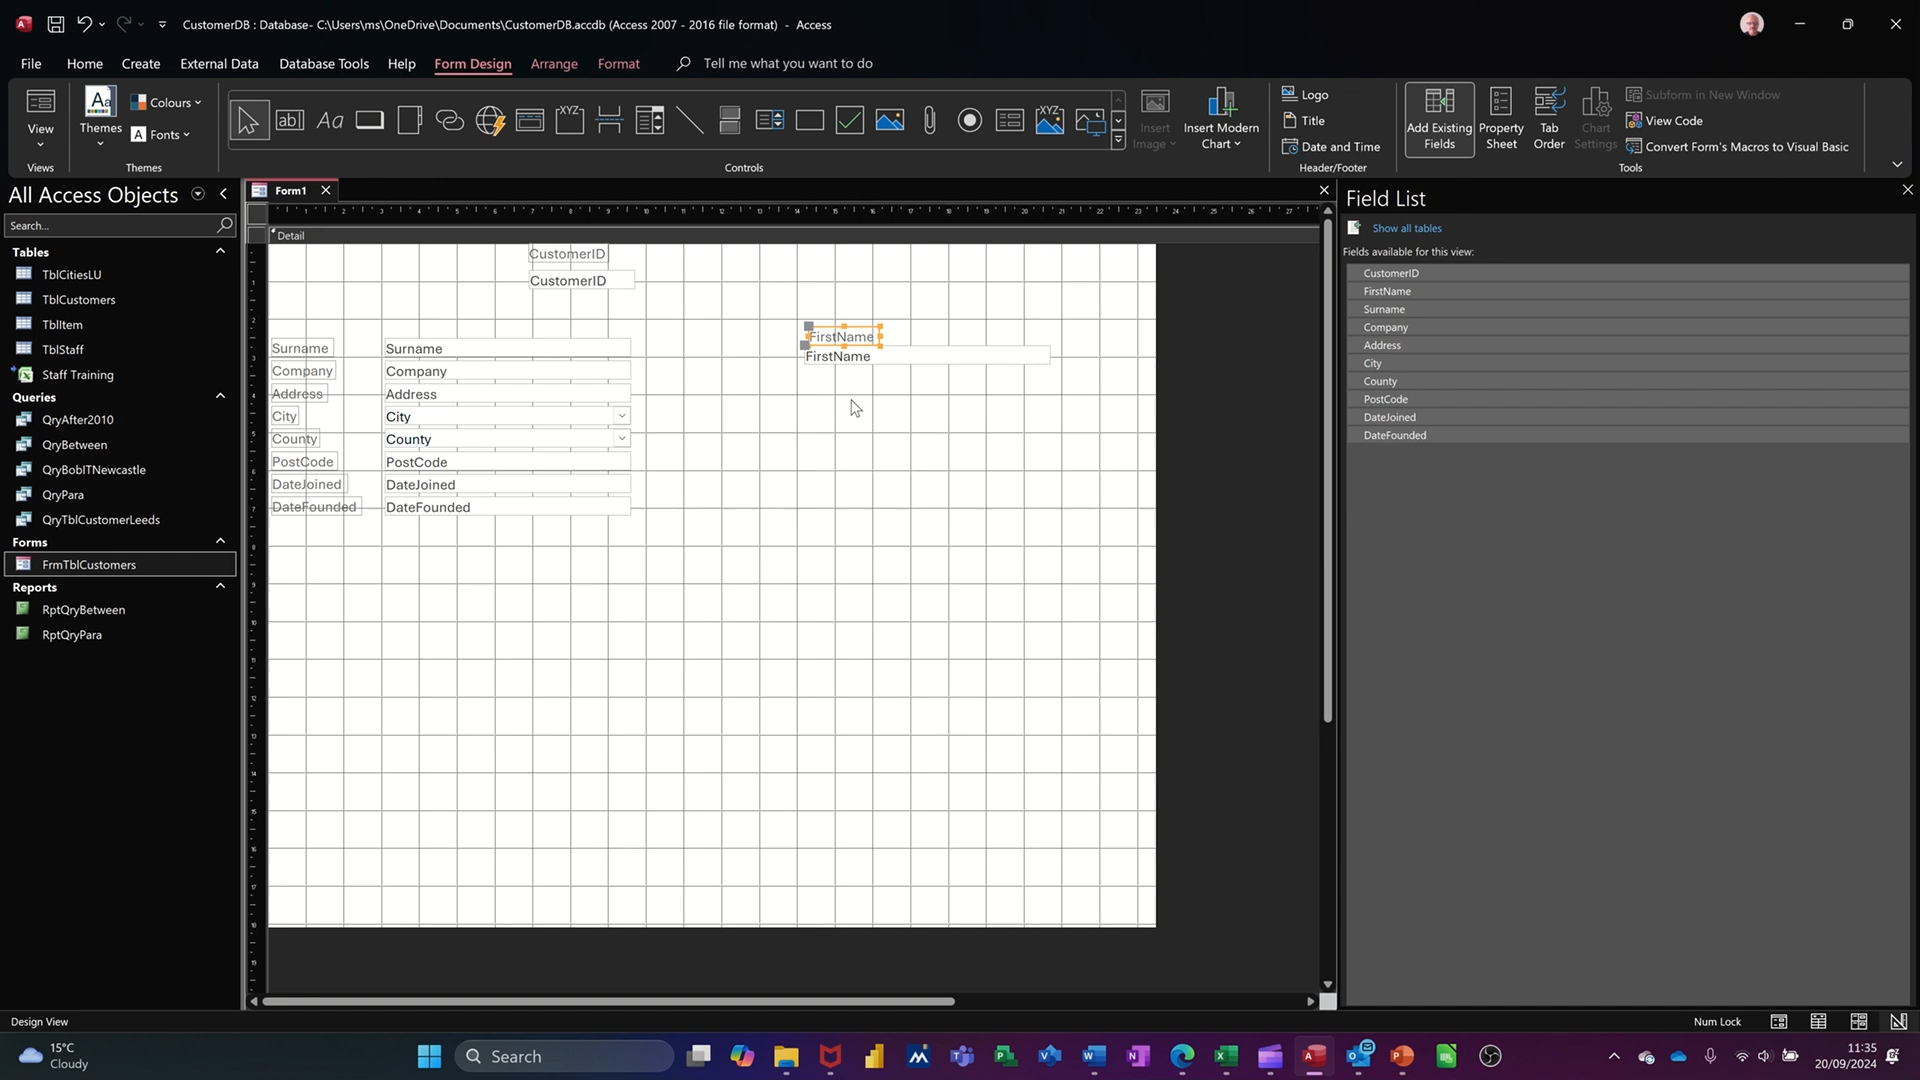 CustomerDB : Database- C:\Users\ms\OneDrive\Documents\CustomerDB.accdb (Access 2007 - 2016 file format) - Access
File Home Create External Data Database Tools Help Form Design Arrange Format Tell me what you want to do
View
Views
Themes
Colours
Fonts
Themes
Controls
Insert Image
Insert Modern Chart
Logo
Title
Date and Time
Header/Footer
Add Existing Fields
Property Sheet
Tab Order
Chart Settings
Subform in New Window
View Code
Convert Form's Macros to Visual Basic
Tools
All Access Objects
Search...
Tables
TblCitiesLU
TblCustomers
TblItem
TblStaff
Staff Training
Queries
QryAfter2010
QryBetween
QryBobITNewcastle
QryPara
QryTblCustomerLeeds
Forms
FrmTblCustomers
Reports
RptQryBetween
RptQryPara
Form1
Detail
CustomerID
CustomerID
FirstName
FirstName
Surname Surname
Company Company
Address Address
City City
County County
PostCode PostCode
DateJoined DateJoined
DateFounded DateFounded
Field List
Show all tables
Fields available for this view:
CustomerID
FirstName
Surname
Company
Address
City
County
PostCode
DateJoined
DateFounded
Design View
Num Lock
15°C
Cloudy
Search
11:35
20/09/2024